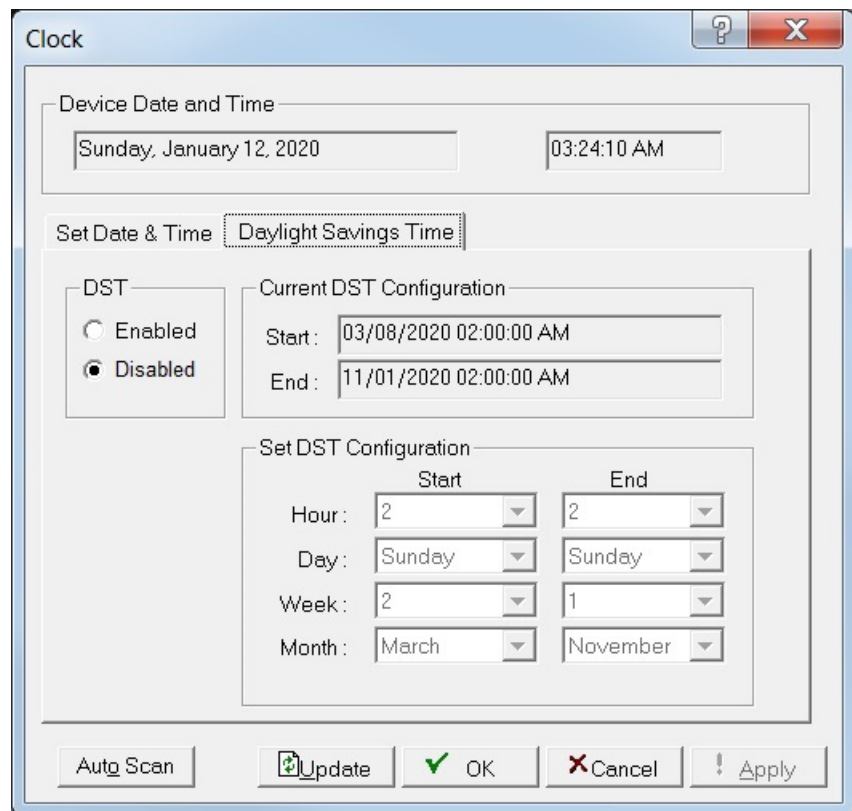 Clock
Device Date and Time
Sunday, January 12, 2020 03:24:10 AM
Set Date & Time Daylight Savings Time
DST Current DST Configuration
Enabled Start : 03/08/2020 02:00:00 AM
Disabled End : 11/01/2020 02:00:00 AM
Set DST Configuration
Start End
Hour : 2 2
Day : Sunday Sunday
Week : 2 1
Month : March November
Auto Scan Update OK Cancel Apply